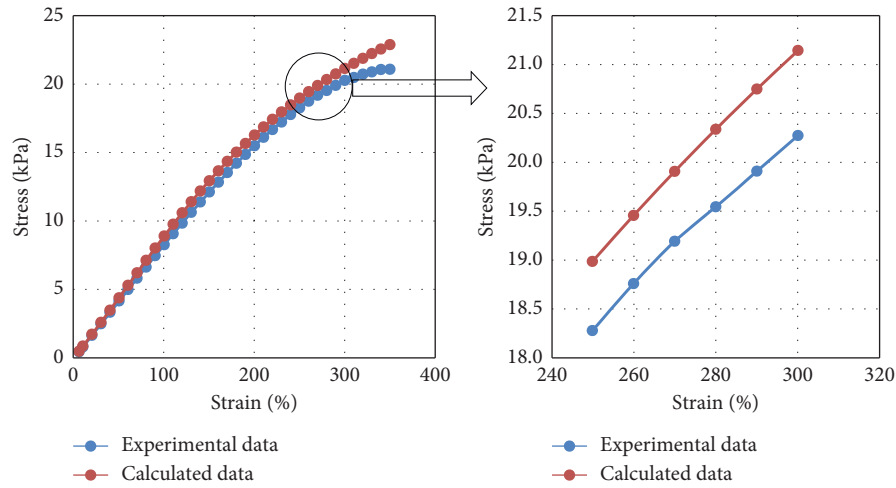 25
20
15
10
5
0
Stress (kPa)
0 100 200 300 400
Strain (%)
Experimental data
Calculated data
21.5
21.0
20.5
20.0
19.5
19.0
18.5
18.0
Stress (kPa)
240 260 280 300 320
Strain (%)
Experimental data
Calculated data